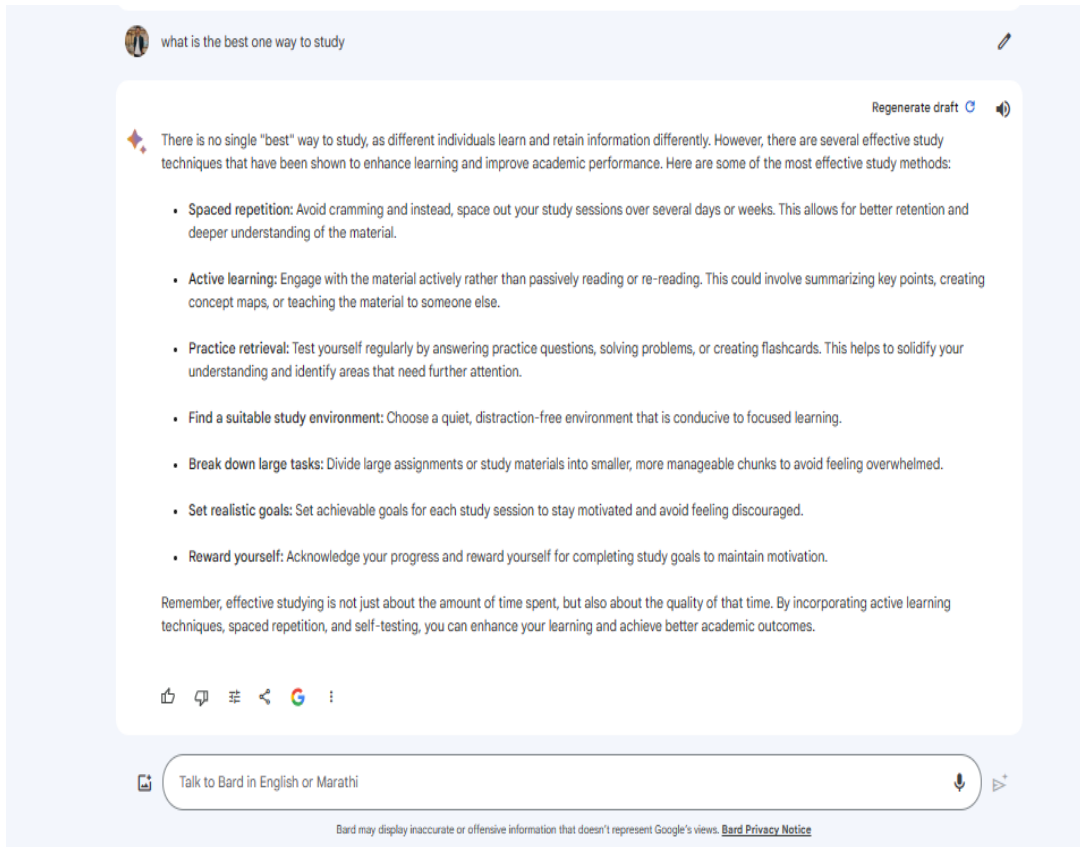 what is the best one way to study
Regenerate draft
There is no single "best" way to study, as different individuals learn and retain information differently. However, there are several effective study
techniques that have been shown to enhance learning and improve academic performance. Here are some of the most effective study methods:
• Spaced repetition: Avoid cramming and instead, space out your study sessions over several days or weeks. This allows for better retention and
deeper understanding of the material.
• Active learning: Engage with the material actively rather than passively reading or re-reading. This could involve summarizing key points, creating
concept maps, or teaching the material to someone else.
• Practice retrieval: Test yourself regularly by answering practice questions, solving problems, or creating flashcards. This helps to solidify your
understanding and identify areas that need further attention.
• Find a suitable study environment: Choose a quiet, distraction-free environment that is conducive to focused learning.
• Break down large tasks: Divide large assignments or study materials into smaller, more manageable chunks to avoid feeling overwhelmed.
• Set realistic goals: Set achievable goals for each study session to stay motivated and avoid feeling discouraged.
• Reward yourself: Acknowledge your progress and reward yourself for completing study goals to maintain motivation.
Remember, effective studying is not just about the amount of time spent, but also about the quality of that time. By incorporating active learning
techniques, spaced repetition, and self-testing, you can enhance your learning and achieve better academic outcomes.
Talk to Bard in English or Marathi
Bard may display inaccurate or offensive information that doesn't represent Google's views. Bard Privacy Notice